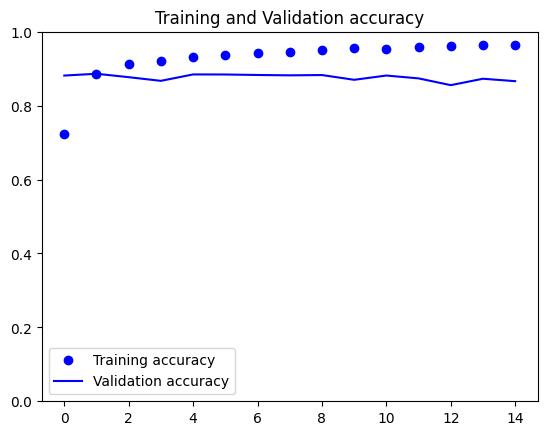 Training and Validation accuracy
1.0
0.8
0.6
0.4
0.2
0.0
Training accuracy
Validation accuracy
0 2 4 6 8 10 12 14